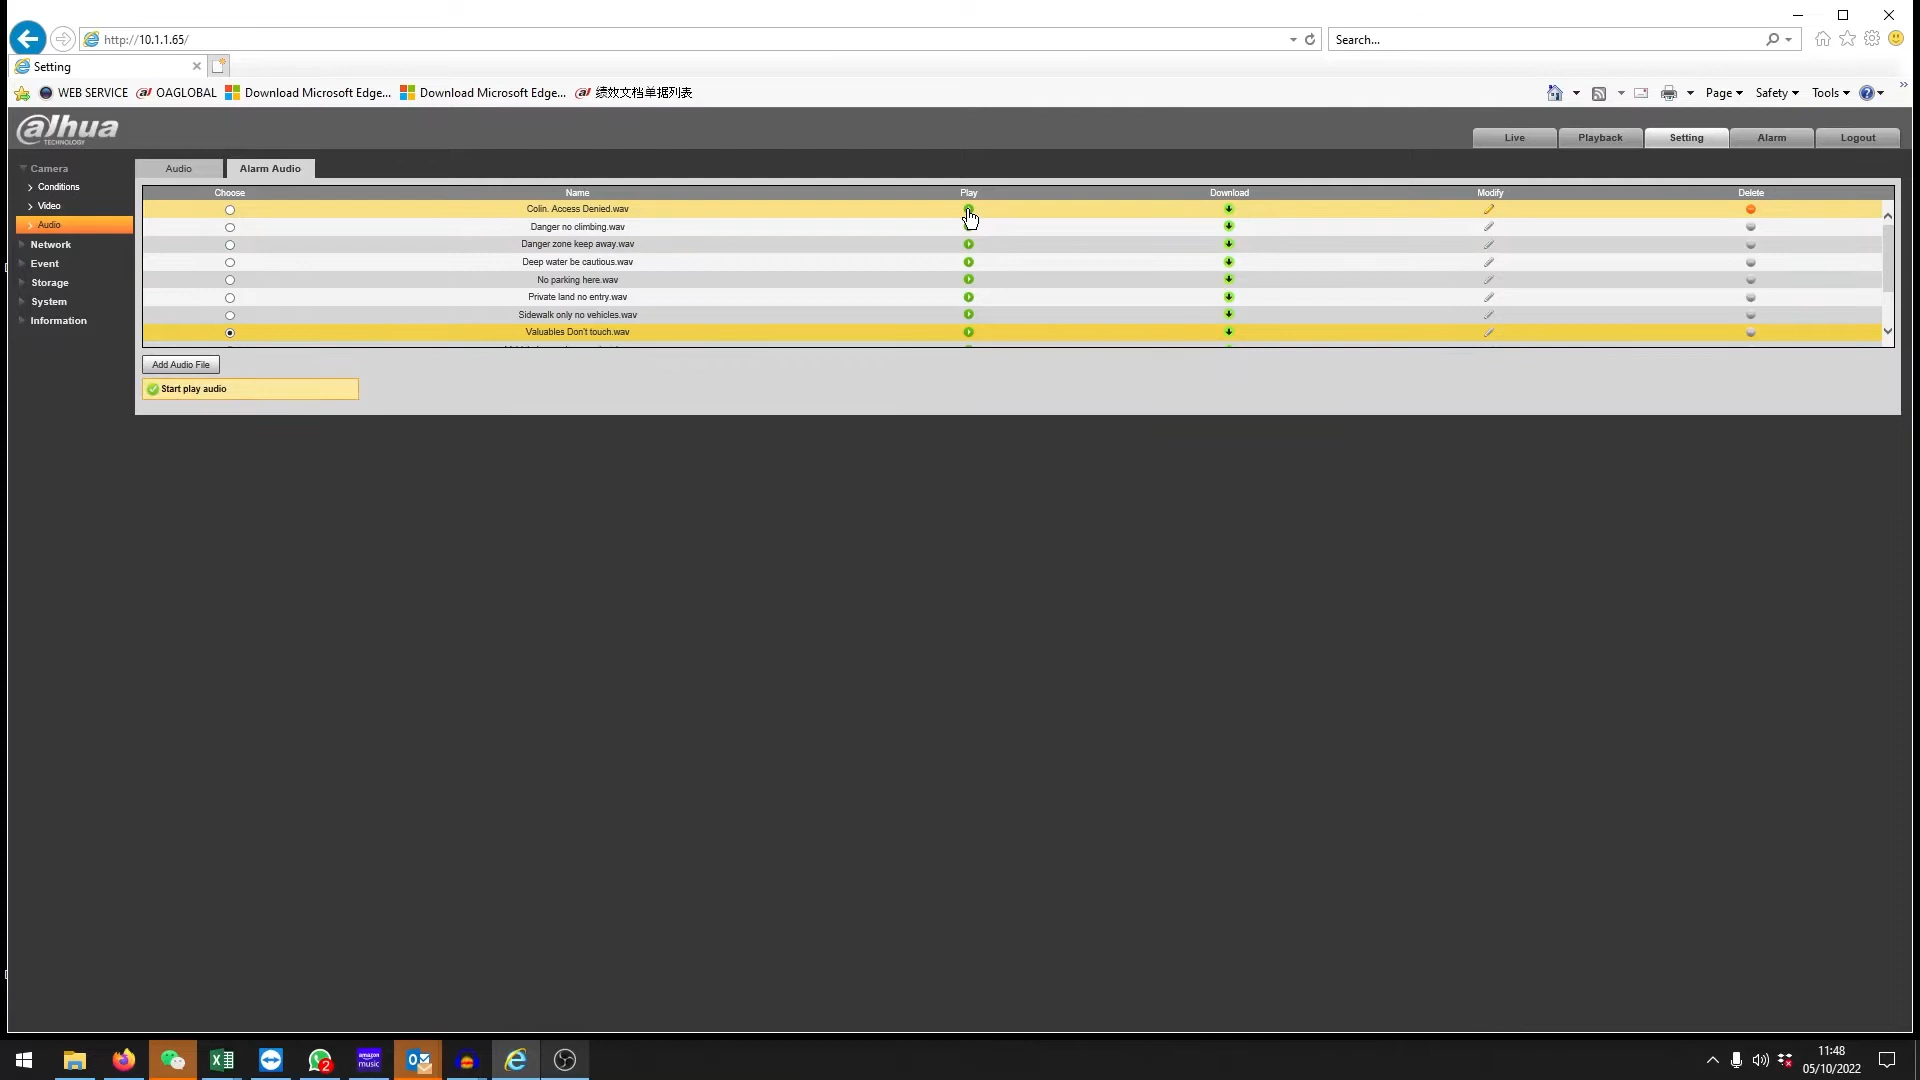 http://10.1.1.65/
Search...
Setting
WEB SERVICE
OAGLOBAL
Download Microsoft Edge...
Download Microsoft Edge...
绩效文档单据列表
Page
Safety
Tools
alhua
TECHNOLOGY
Live
Playback
Setting
Alarm
Logout
Camera
Conditions
Video
Audio
Network
Event
Storage
System
Information
Audio
Alarm Audio
Choose Name Play Download Modify Delete
Colin. Access Denied.wav
Danger no climbing.wav
Danger zone keep away.wav
Deep water be cautious.wav
No parking here.wav
Private land no entry.wav
Sidewalk only no vehicles.wav
Valuables Don't touch.wav
Add Audio File
Start play audio
2
amazon
music
11:48
05/10/2022